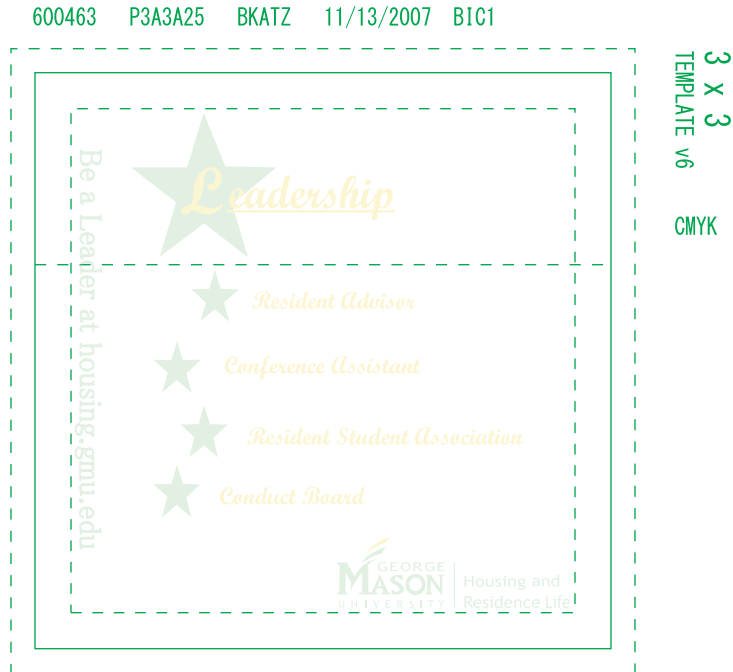 600463 P3A3A25 BKATZ 11/13/2007 BIC1
3 x 3
TEMPLATE v6
CMYK
Be a Leader at housing.gmu.edu
Leadership
Resident Advisor
Conference Assistant
Resident Student Association
Conduct Board
GEORGE
MASON
UNIVERSITY
Housing and
Residence Life